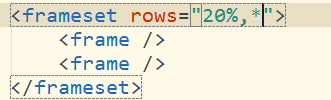 <frameset rows="20%,*">
<frame />
<frame />
</frameset>